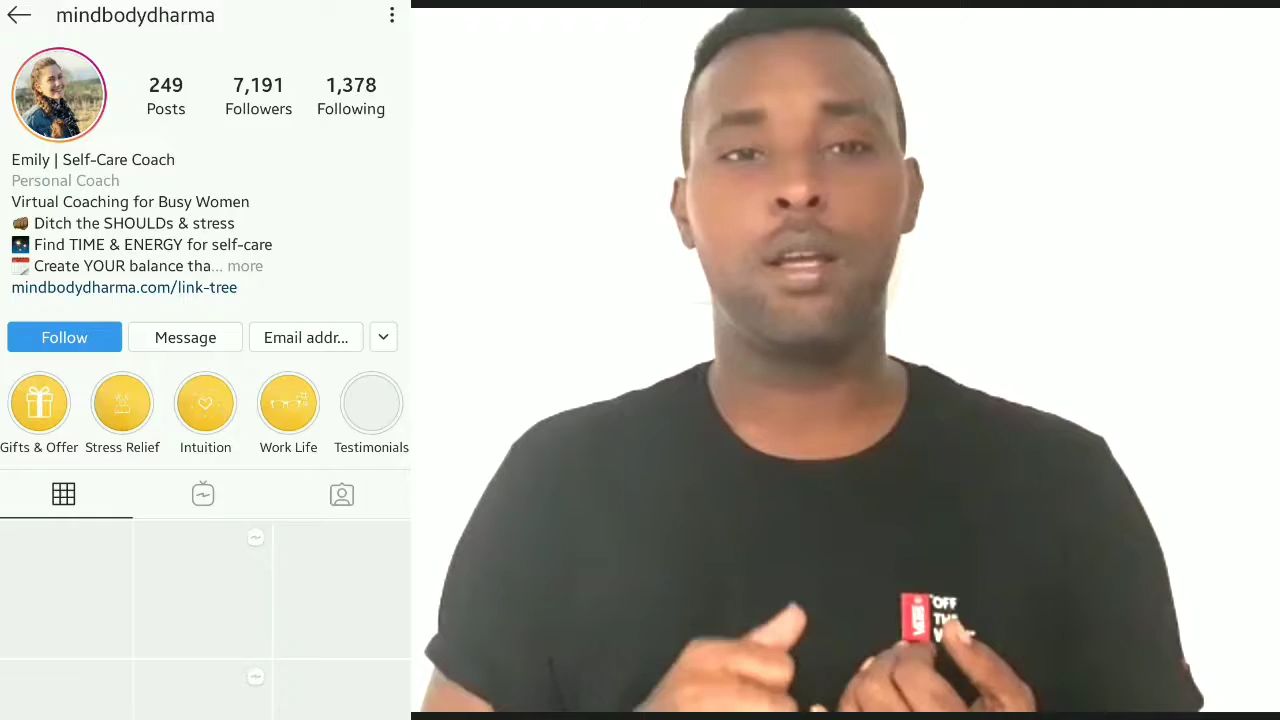 mindbodydharma
249
7,191
1,378
Posts
Followers
Following
Emily | Self-Care Coach
Personal Coach
Virtual Coaching for Busy Women
👊🏾 Ditch the SHOULDs & stress
🌠 Find TIME & ENERGY for self-care
🗓️ Create YOUR balance tha... more
mindbodydharma.com/link-tree
Follow
Message
Email addr...
Gifts & Offer
Stress Relief
Intuition
Work Life
Testimonials
VANS
"OFF